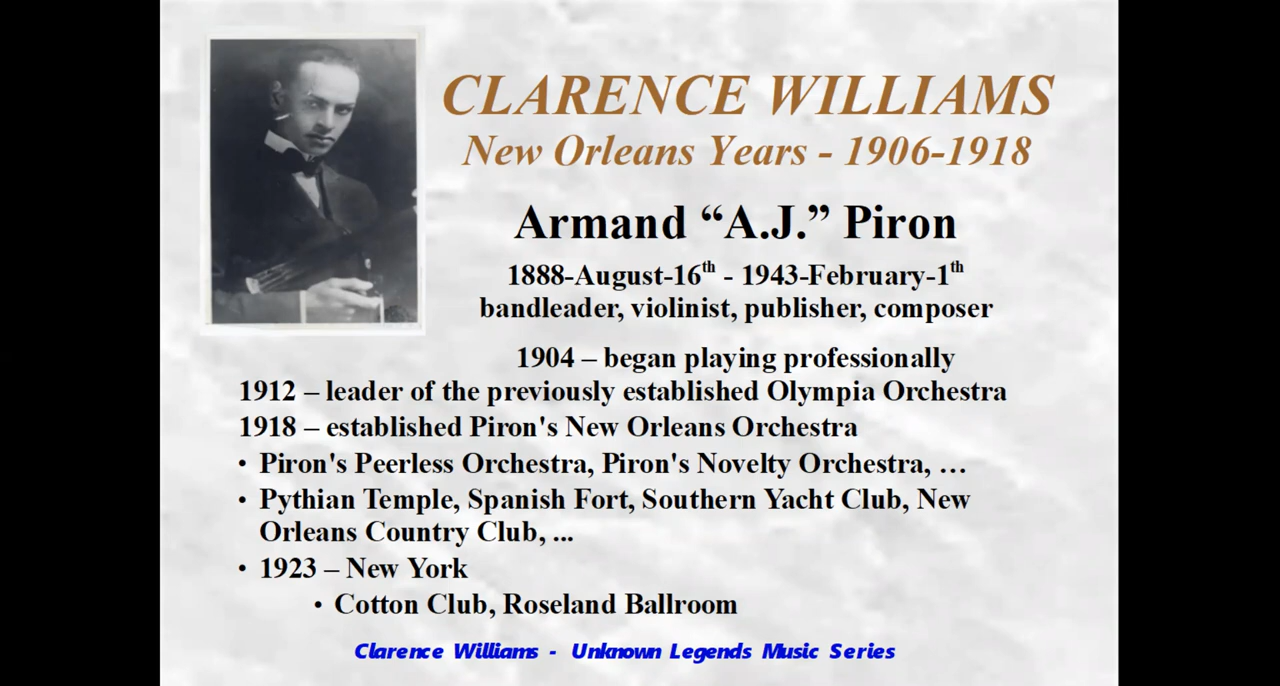 CLARENCE WILLIAMS
New Orleans Years - 1906-1918
Armand “A.J.” Piron
1888-August-16th - 1943-February-1th
bandleader, violinist, publisher, composer
1904 – began playing professionally
1912 – leader of the previously established Olympia Orchestra
1918 – established Piron's New Orleans Orchestra
• Piron's Peerless Orchestra, Piron's Novelty Orchestra, …
• Pythian Temple, Spanish Fort, Southern Yacht Club, New
Orleans Country Club, ...
• 1923 – New York
• Cotton Club, Roseland Ballroom
Clarence Williams - Unknown Legends Music Series